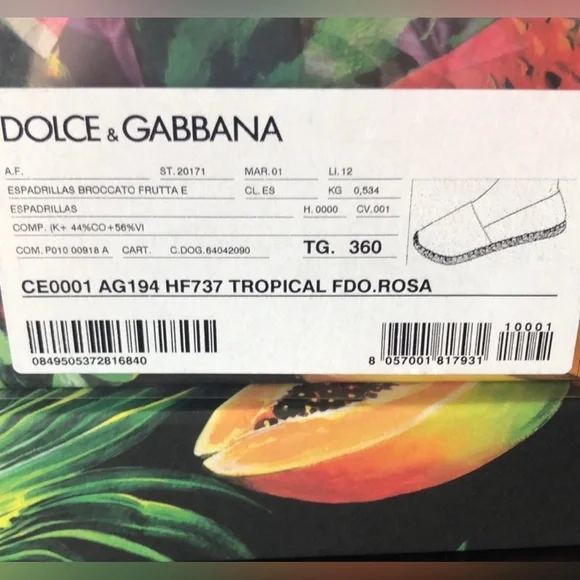 DOLCE & GABBANA
A.F. ST. 20171 MAR. 01 LI. 12
ESPADRILLAS BROCCATO FRUTTA E CL. ES KG 0,534
ESPADRILLAS H. 0000 CV. 001
COMP. (K+ 44%CO+56%VI
COM. P010 00918 A CART. C.DOG.64042090 TG. 360
CE0001 AG194 HF737 TROPICAL FDO.ROSA
10001
0849505372816840 8 057001 817931